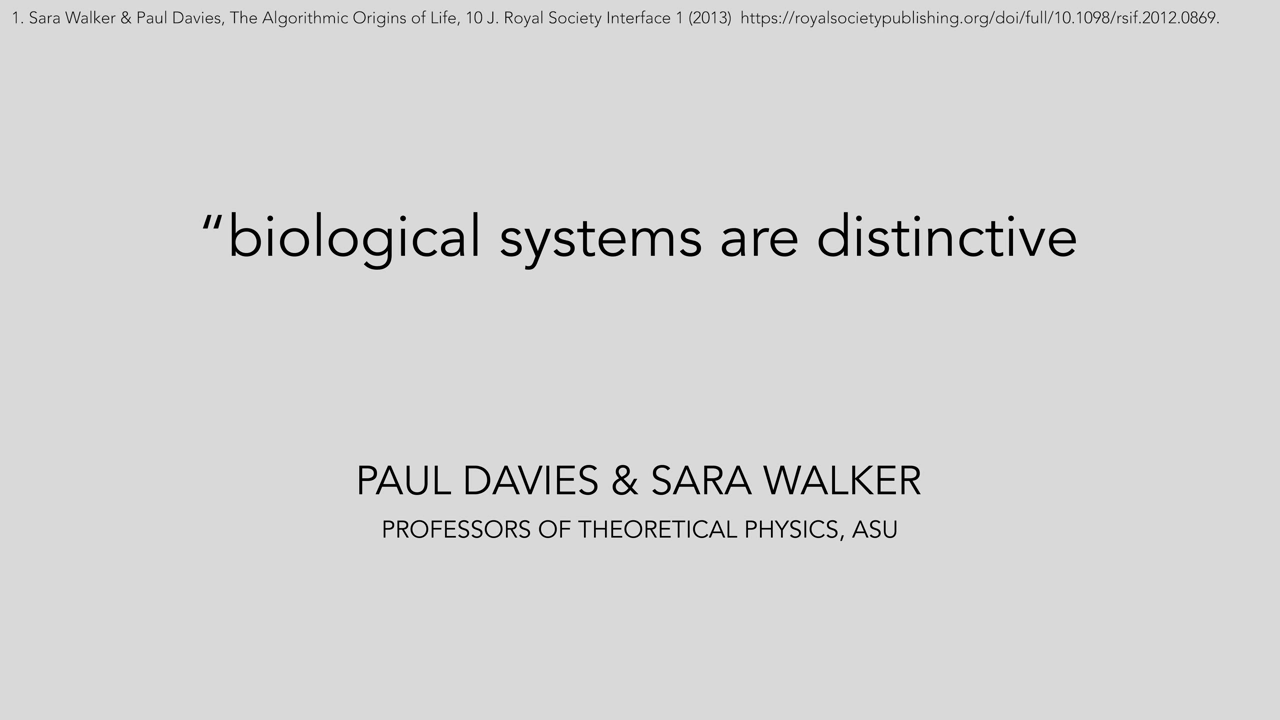 1. Sara Walker & Paul Davies, The Algorithmic Origins of Life, 10 J. Royal Society Interface 1 (2013)  https://royalsocietypublishing.org/doi/full/10.1098/rsif.2012.0869.
“biological systems are distinctive
PAUL DAVIES & SARA WALKER
PROFESSORS OF THEORETICAL PHYSICS, ASU